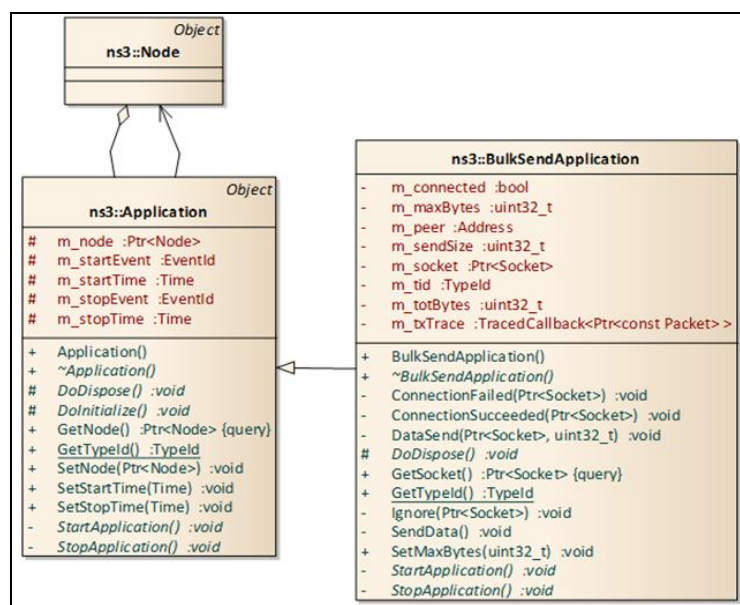 Object
ns3::Node
Object
ns3::Application
# m_node :Ptr<Node>
# m_startEvent :EventId
# m_startTime :Time
# m_stopEvent :EventId
# m_stopTime :Time
+ Application()
+ ~Application()
# DoDispose() :void
# DoInitialize() :void
+ GetNode() :Ptr<Node> {query}
+ GetTypeId() :TypeId
+ SetNode(Ptr<Node>) :void
+ SetStartTime(Time) :void
+ SetStopTime(Time) :void
- StartApplication() :void
- StopApplication() :void
ns3::BulkSendApplication
- m_connected :bool
- m_maxBytes :uint32_t
- m_peer :Address
- m_sendSize :uint32_t
- m_socket :Ptr<Socket>
- m_tid :TypeId
- m_totBytes :uint32_t
- m_txTrace :TracedCallback<Ptr<const Packet> >
+ BulkSendApplication()
+ ~BulkSendApplication()
- ConnectionFailed(Ptr<Socket>) :void
- ConnectionSucceeded(Ptr<Socket>) :void
- DataSend(Ptr<Socket>, uint32_t) :void
# DoDispose() :void
+ GetSocket() :Ptr<Socket> {query}
+ GetTypeId() :TypeId
- Ignore(Ptr<Socket>) :void
- SendData() :void
+ SetMaxBytes(uint32_t) :void
- StartApplication() :void
- StopApplication() :void